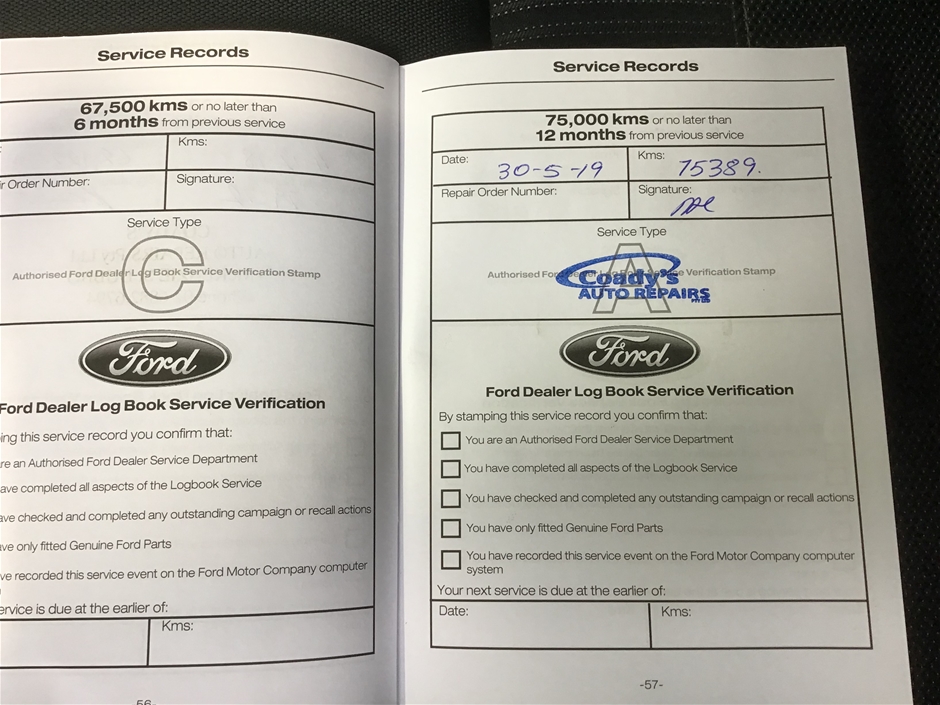 Service Records
67,500 kms or no later than
6 months from previous service
:
Kms:
r Order Number:
Signature:
Service Type
C
Authorised Ford Dealer Log Book Service Verification Stamp
Ford
Ford Dealer Log Book Service Verification
ing this service record you confirm that:
re an Authorised Ford Dealer Service Department
ave completed all aspects of the Logbook Service
ave checked and completed any outstanding campaign or recall actions
ve only fitted Genuine Ford Parts
ve recorded this service event on the Ford Motor Company computer
ervice is due at the earlier of:
Kms:
56-
Service Records
75,000 kms or no later than
12 months from previous service
Date: 30-5-19
Kms: 75389.
Repair Order Number:
Signature:
Service Type
A
Authorised Ford Verification Stamp
Coady's
AUTO REPAIRS
PTY LTD
Ford
Ford Dealer Log Book Service Verification
By stamping this service record you confirm that:
You are an Authorised Ford Dealer Service Department
You have completed all aspects of the Logbook Service
You have checked and completed any outstanding campaign or recall actions
You have only fitted Genuine Ford Parts
You have recorded this service event on the Ford Motor Company computer
system
Your next service is due at the earlier of:
Date:
Kms:
-57-